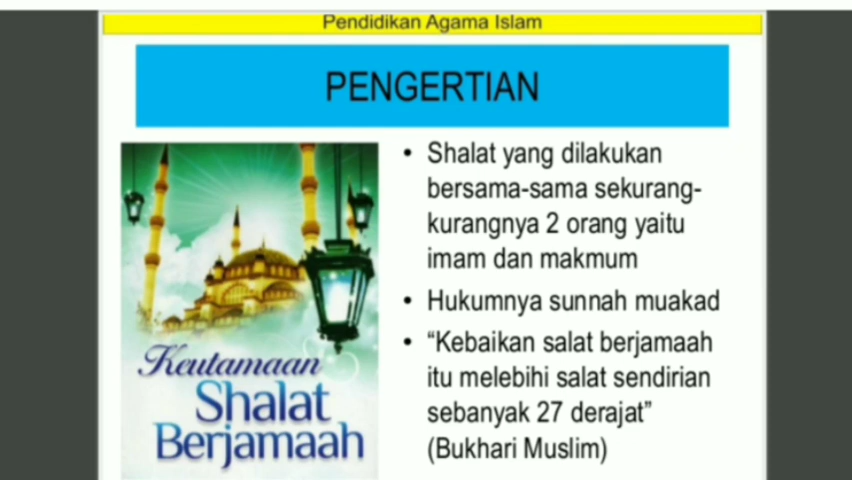 Pendidikan Agama Islam
PENGERTIAN
• Shalat yang dilakukan
bersama-sama sekurang-
kurangnya 2 orang yaitu
imam dan makmum
• Hukumnya sunnah muakad
• “Kebaikan salat berjamaah
itu melebihi salat sendirian
sebanyak 27 derajat”
(Bukhari Muslim)
Keutamaan
Shalat
Berjamaah